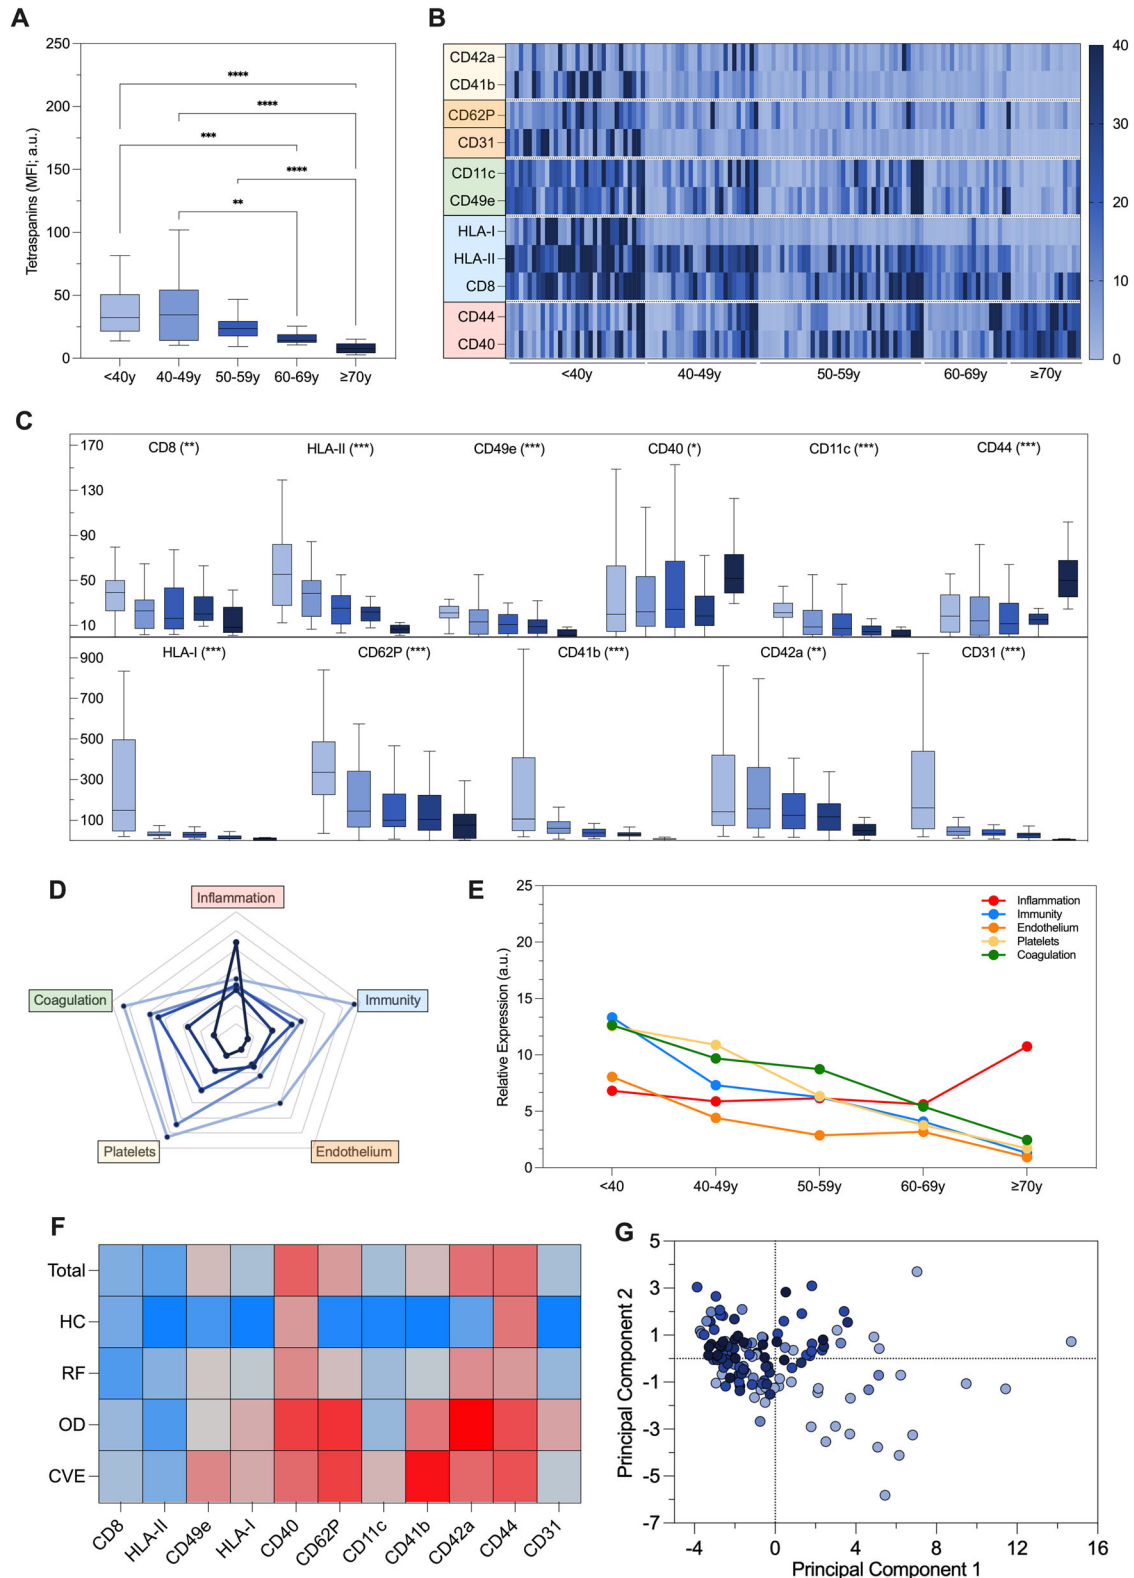 A
250
200
150
100
50
0
Tetraspanins (MFI; a.u.)
****
****
***
****
**
<40y 40-49y 50-59y 60-69y ≥70y
B
CD42a
CD41b
CD62P
CD31
CD11c
CD49e
HLA-I
HLA-II
CD8
CD44
CD40
<40y 40-49y 50-59y 60-69y ≥70y
40
30
20
10
0
C
170
130
90
50
10
CD8 (**) HLA-II (***) CD49e (***) CD40 (*) CD11c (***) CD44 (***)
900
700
500
300
100
HLA-I (***) CD62P (***) CD41b (***) CD42a (**) CD31 (***)
D
Inflammation
Coagulation
Immunity
Platelets
Endothelium
E
25
20
15
10
5
0
Relative Expression (a.u.)
Inflammation
Immunity
Endothelium
Platelets
Coagulation
<40 40-49y 50-59y 60-69y ≥70y
F
Total
HC
RF
OD
CVE
CD8 HLA-II CD49e HLA-I CD40 CD62P CD11c CD41b CD42a CD44 CD31
G
5
3
1
-1
-3
-5
-7
Principal Component 2
-4 0 4 8 12 16
Principal Component 1